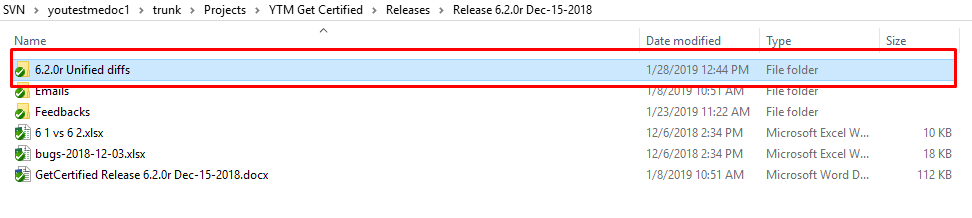 SVN > youtestmedoc1 > trunk > Projects > YTM Get Certified > Releases > Release 6.2.0r Dec-15-2018
Name Date modified Type Size
6.2.0r Unified diffs 1/28/2019 12:44 PM File folder
Emails 1/8/2019 10:51 AM File folder
Feedbacks 1/23/2019 11:22 AM File folder
6 1 vs 6 2.xlsx 12/6/2018 2:34 PM Microsoft Excel W... 10 KB
bugs-2018-12-03.xlsx 12/6/2018 2:34 PM Microsoft Excel W... 18 KB
GetCertified Release 6.2.0r Dec-15-2018.docx 1/8/2019 10:51 AM Microsoft Word D... 112 KB